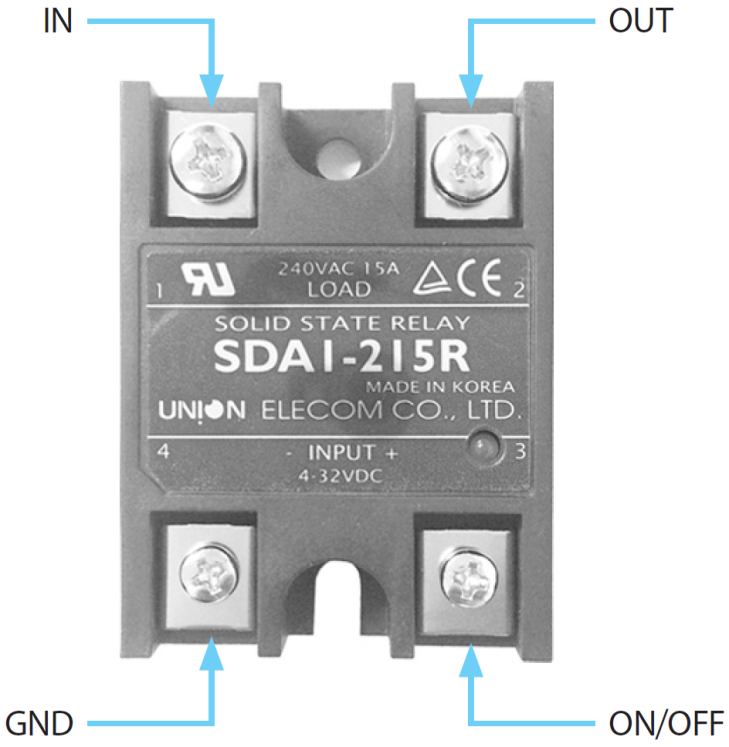 IN
OUT
240VAC 15A
1
LOAD
CE
2
SOLID STATE RELAY
SDA1-215R
MADE IN KOREA
UNION ELECOM CO., LTD.
4
- INPUT +
3
4-32VDC
GND
ON/OFF